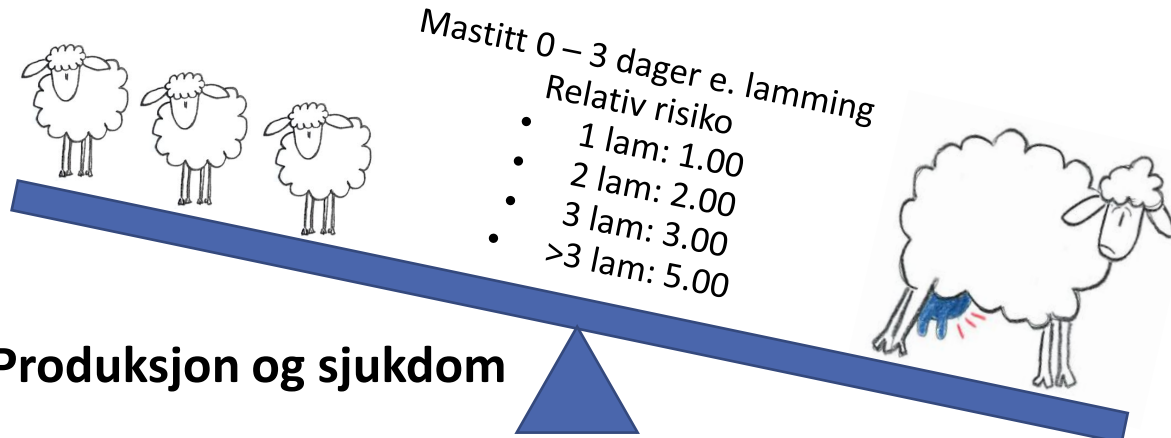 Mastitt 0 – 3 dager e. lamming
Relativ risiko
• 1 lam: 1.00
• 2 lam: 2.00
• 3 lam: 3.00
• >3 lam: 5.00
Produksjon og sjukdom